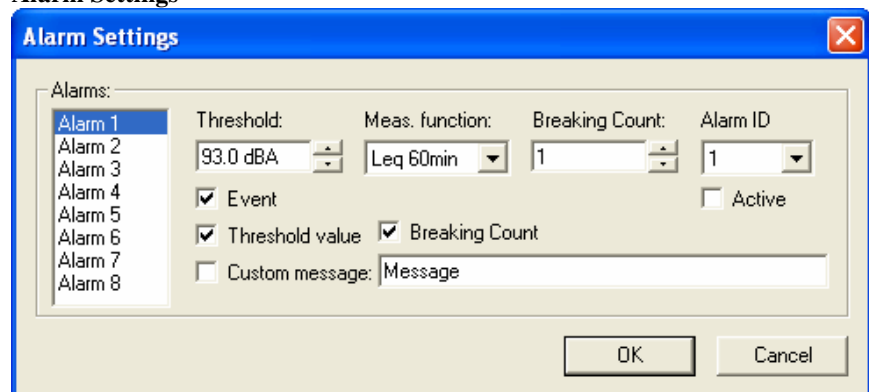 Alarm Settings
Alarm Settings
Alarms:
Alarm 1
Alarm 2
Alarm 3
Alarm 4
Alarm 5
Alarm 6
Alarm 7
Alarm 8
Threshold: Meas. function: Breaking Count: Alarm ID
93.0 dBA Leq 60min 1 1
Event Active
Threshold value Breaking Count
Custom message: Message
OK Cancel